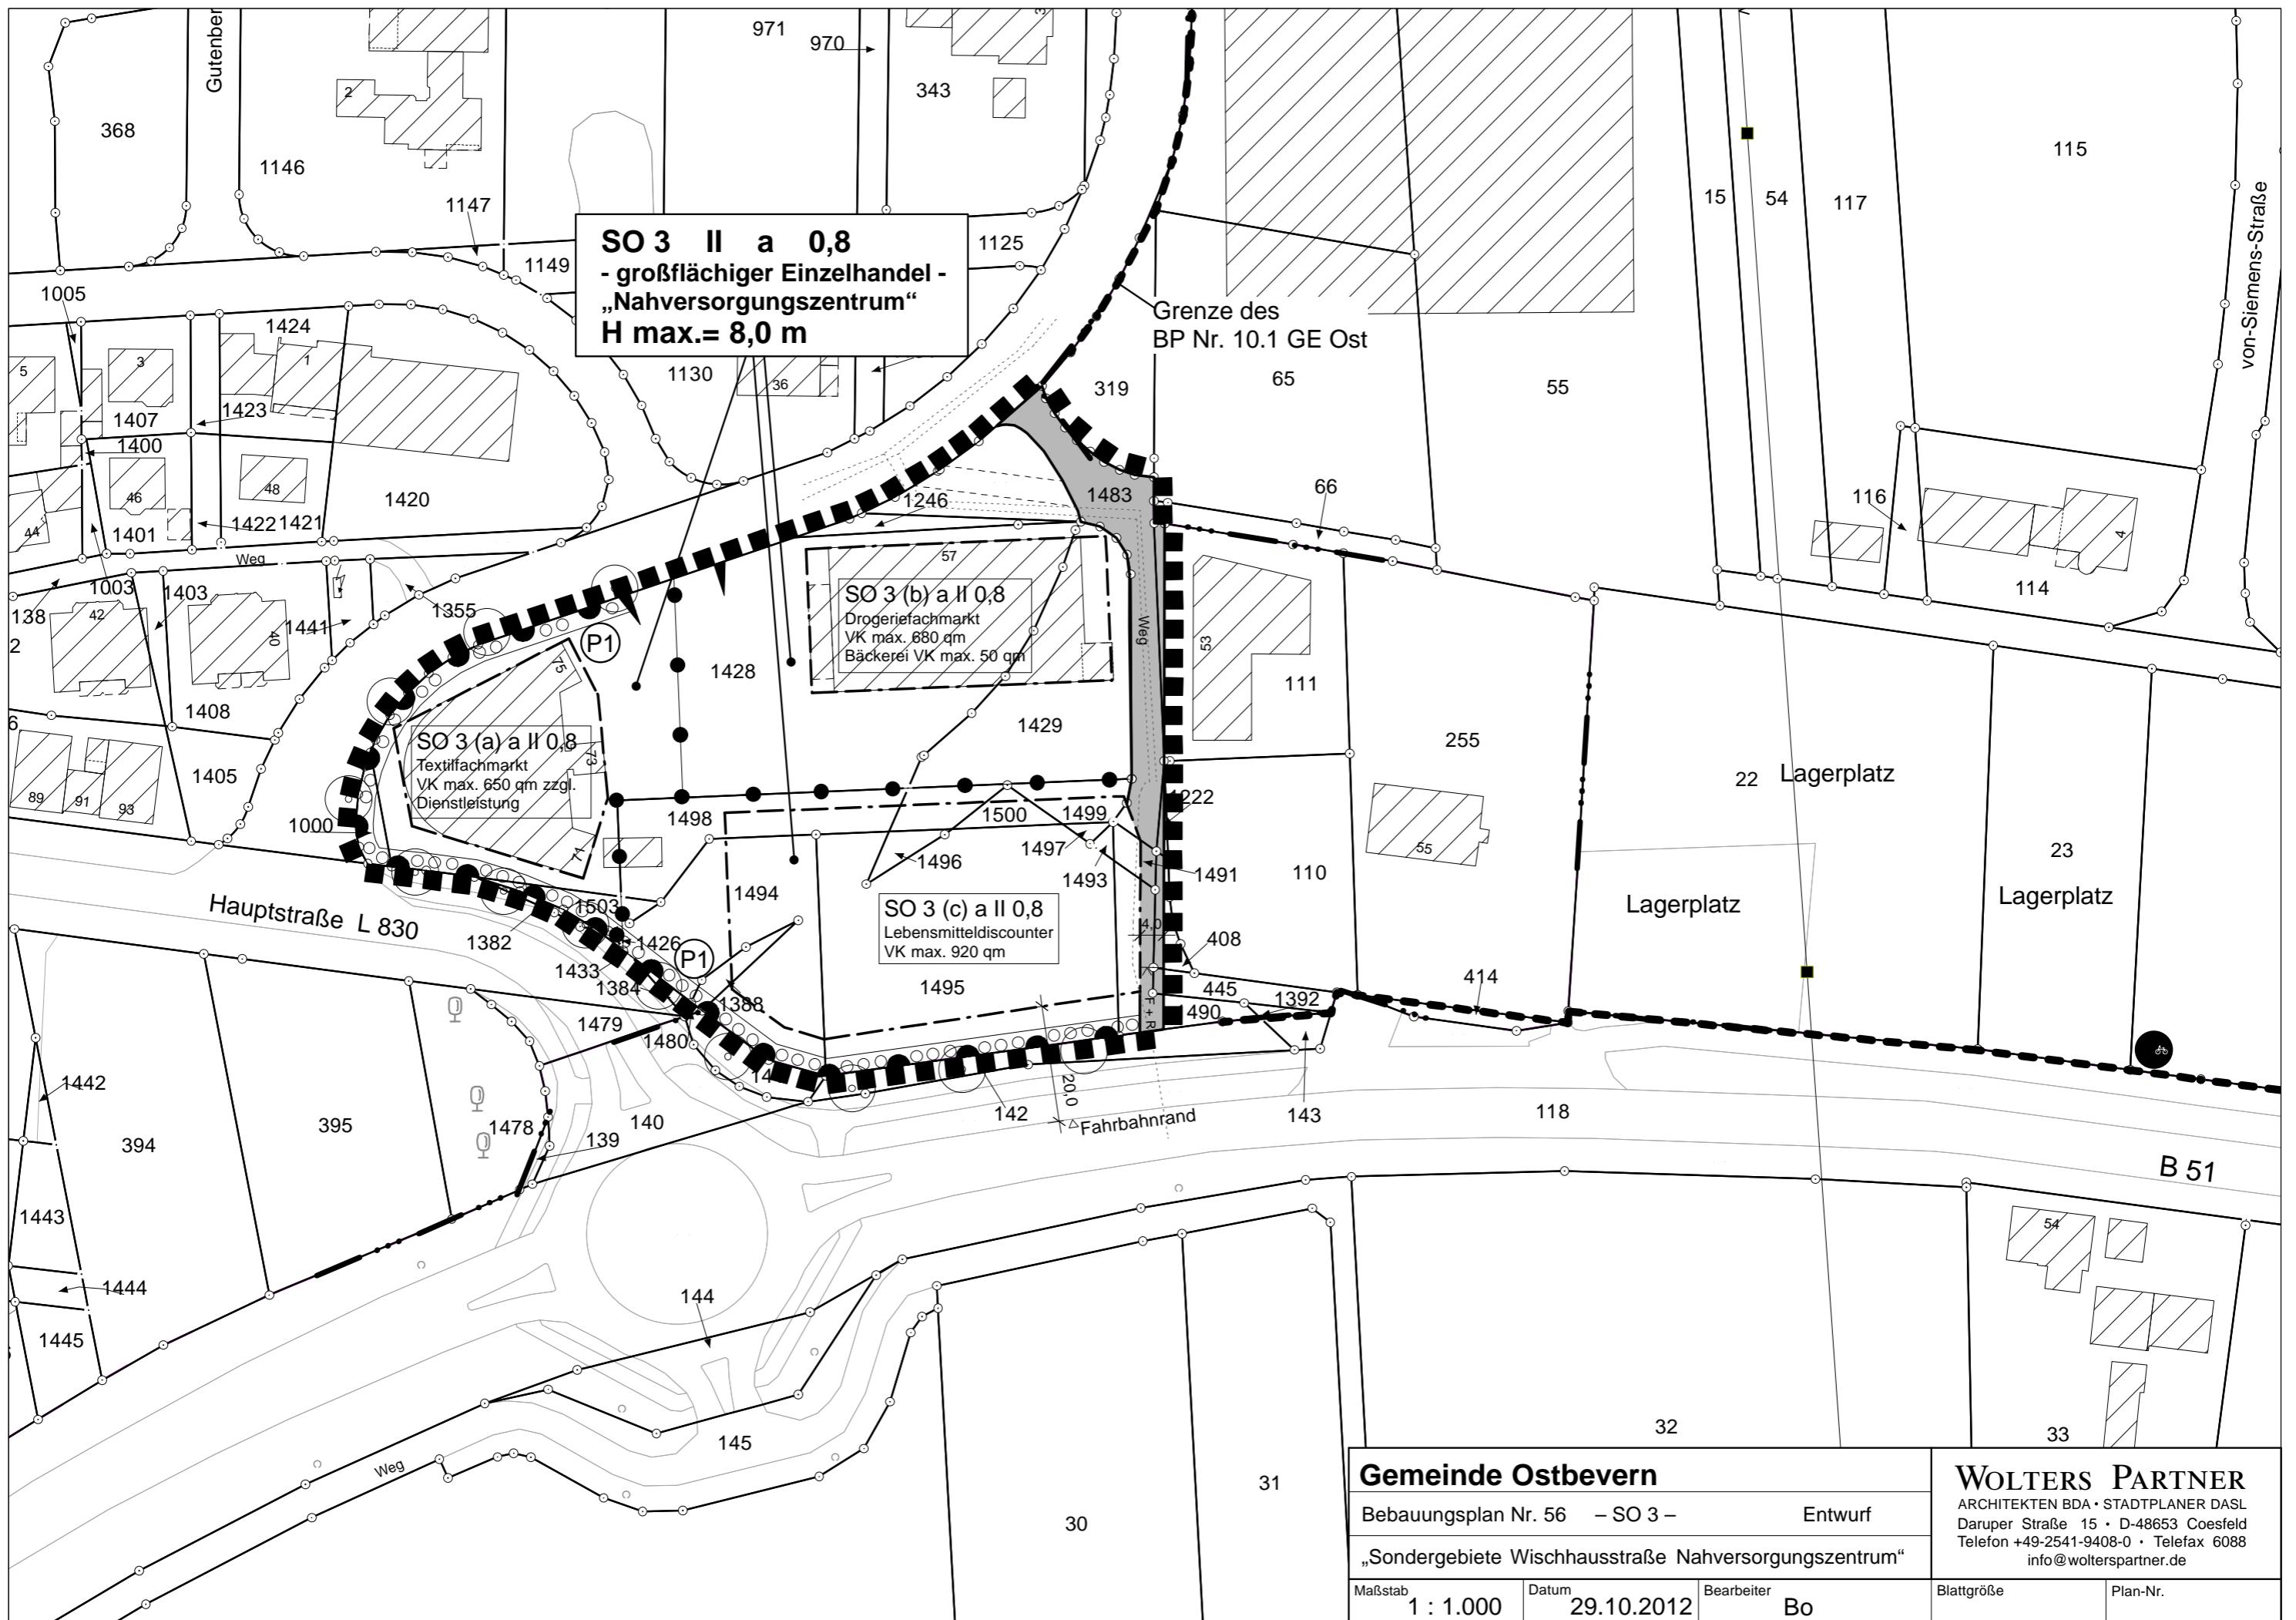 Gutenber
971
970
343
368
2
1146
1147
1149
1125
115
15
54
117
von-Siemens-Straße
SO 3 II a 0,8
- großflächiger Einzelhandel -
„Nahversorgungszentrum“
H max.= 8,0 m
Grenze des
BP Nr. 10.1 GE Ost
1005
1424
5
3
1
1130
36
319
65
55
1407
1423
1400
46
48
1420
44
1401
1422
1421
1246
1483
66
116
4
114
Weg
1003
1403
138
42
40
1441
1355
2
1408
57
SO 3 (b) a II 0,8
Drogeriefachmarkt
VK max. 680 qm
Bäckerei VK max. 50 qm
Weg
53
P1
75
1428
111
1429
6
SO 3 (a) a II 0,8
Textilfachmarkt
VK max. 650 qm zzgl.
Dienstleistung
73
71
255
22
Lagerplatz
1405
89
91
93
1000
1498
1500
1499
222
1496
1497
1493
1491
110
55
23
Lagerplatz
Lagerplatz
1494
SO 3 (c) a II 0,8
Lebensmitteldiscounter
VK max. 920 qm
4,0
408
Hauptstraße L 830
1503
1382
1426
P1
1433
1384
1388
1495
F + R
445
490
1392
414
1479
1480
14
142
20,0
Fahrbahnrand
143
118
1442
394
395
1478
139
140
B 51
1443
1444
1445
144
145
Weg
54
32
33
30
31
Gemeinde Ostbevern
Bebauungsplan Nr. 56 – SO 3 – Entwurf
„Sondergebiete Wischhausstraße Nahversorgungszentrum“
Maßstab 1 : 1.000
Datum 29.10.2012
Bearbeiter Bo
WOLTERS PARTNER
ARCHITEKTEN BDA • STADTPLANER DASL
Daruper Straße 15 • D-48653 Coesfeld
Telefon +49-2541-9408-0 • Telefax 6088
info@wolterspartner.de
Blattgröße
Plan-Nr.